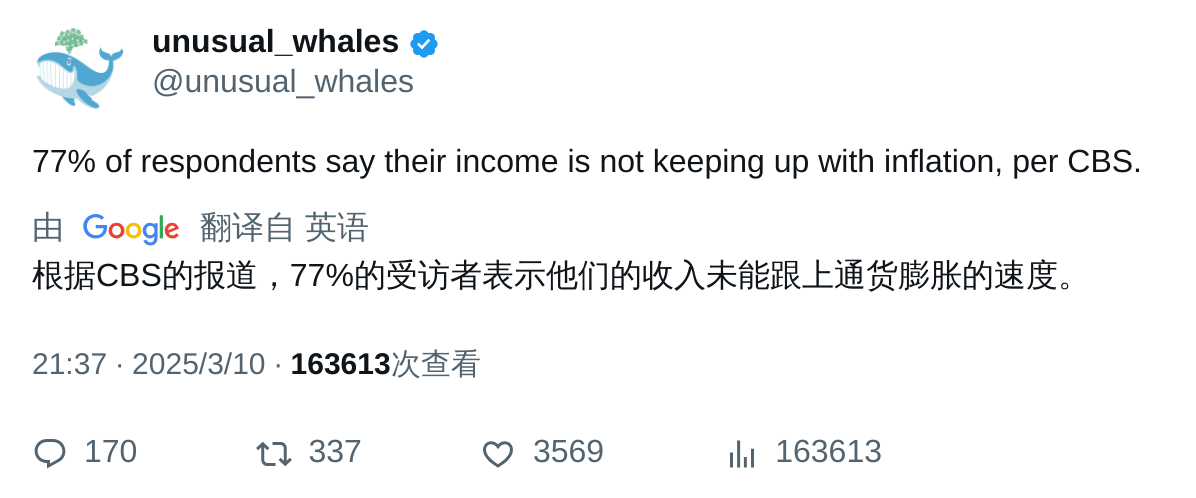 unusual_whales
@unusual_whales
77% of respondents say their income is not keeping up with inflation, per CBS.
由 Google 翻译自 英语
根据CBS的报道，77%的受访者表示他们的收入未能跟上通货膨胀的速度。
21:37 · 2025/3/10 · 163613次查看
170 337 3569 163613